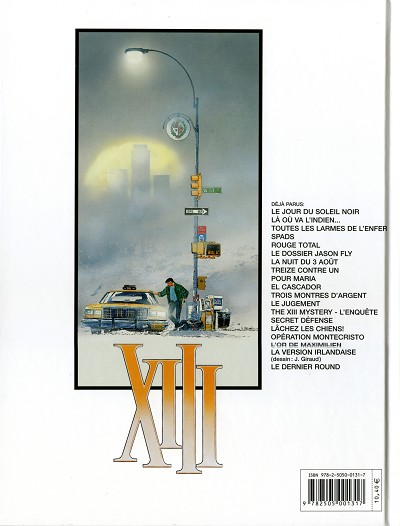 DÉJÀ PARUS:
LE JOUR DU SOLEIL NOIR
LÀ OÙ VA L'INDIEN...
TOUTES LES LARMES DE L'ENFER
SPADS
ROUGE TOTAL
LE DOSSIER JASON FLY
LA NUIT DU 3 AOÛT
TREIZE CONTRE UN
POUR MARIA
EL CASCADOR
TROIS MONTRES D'ARGENT
LE JUGEMENT
THE XIII MYSTERY - L'ENQUÊTE
SECRET DÉFENSE
LÂCHEZ LES CHIENS!
OPÉRATION MONTECRISTO
L'OR DE MAXIMILIEN
LA VERSION IRLANDAISE
(dessin: J. Giraud)
LE DERNIER ROUND
XIII
ISBN 978-2-5050-0131-7
9 782505 001317
10,40 €